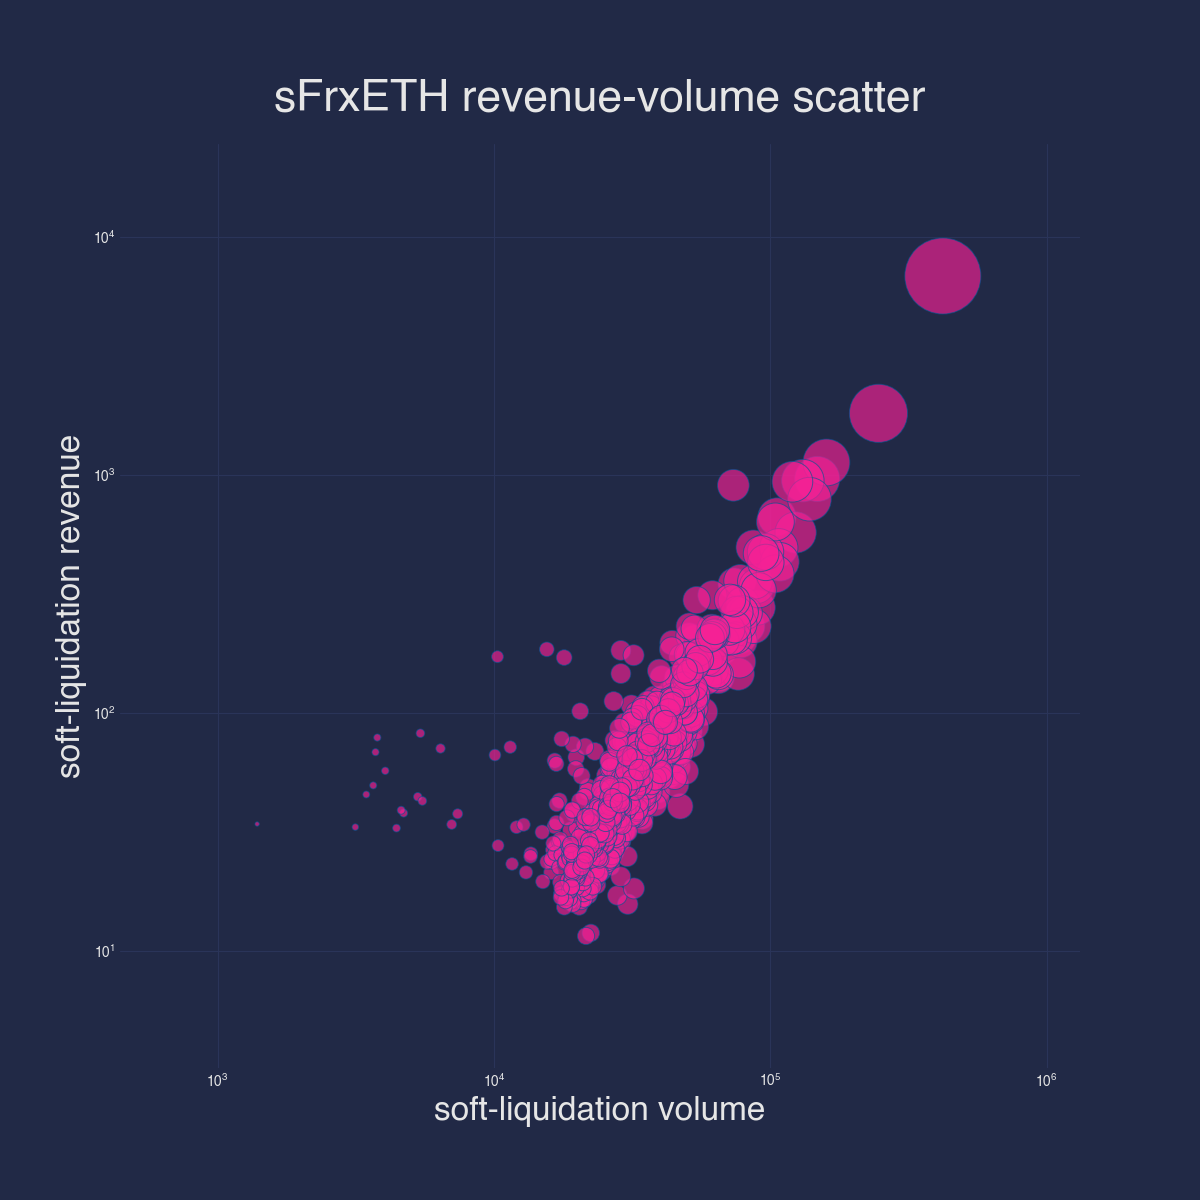 sFrxETH revenue-volume scatter
10⁴
10³
10²
10¹
soft-liquidation revenue
10³ 10⁴ 10⁵ 10⁶
soft-liquidation volume